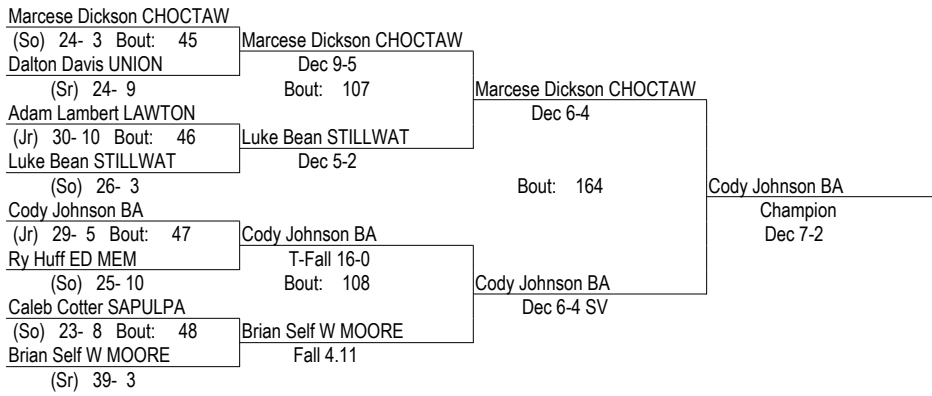 Marcese Dickson CHOCTAW
(So) 24- 3 Bout: 45
Marcese Dickson CHOCTAW
Dalton Davis UNION
Dec 9-5
(Sr) 24- 9
Bout: 107
Marcese Dickson CHOCTAW
Adam Lambert LAWTON
Dec 6-4
(Jr) 30- 10 Bout: 46
Luke Bean STILLWAT
Luke Bean STILLWAT
Dec 5-2
(So) 26- 3
Bout: 164
Cody Johnson BA
Cody Johnson BA
Champion
(Jr) 29- 5 Bout: 47
Cody Johnson BA
Dec 7-2
Ry Huff ED MEM
T-Fall 16-0
(So) 25- 10
Bout: 108
Cody Johnson BA
Caleb Cotter SAPULPA
Dec 6-4 SV
(So) 23- 8 Bout: 48
Brian Self W MOORE
Brian Self W MOORE
Fall 4.11
(Sr) 39- 3